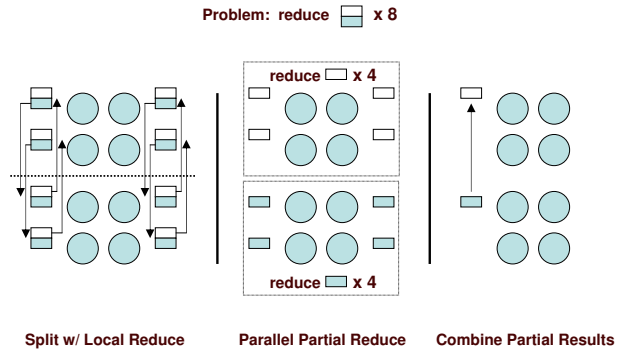 Problem: reduce x 8
reduce x 4
reduce x 4
Split w/ Local Reduce
Parallel Partial Reduce
Combine Partial Results